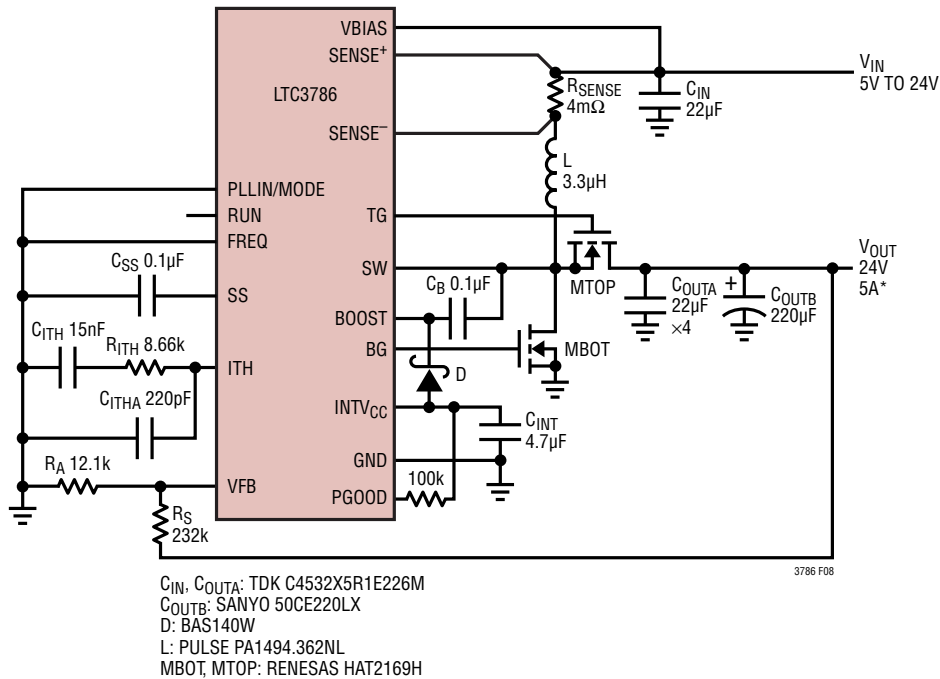 LTC3786
VBIAS
SENSE+
SENSE–
RSENSE
4mΩ
CIN
22µF
VIN
5V TO 24V
L
3.3µH
PLLIN/MODE
RUN
FREQ
CSS 0.1µF
SS
CITH 15nF
RITH 8.66k
ITH
CITHA 220pF
RA 12.1k
VFB
RS
232k
TG
SW
CB 0.1µF
BOOST
BG
D
INTVCC
CINT
4.7µF
GND
100k
PGOOD
MTOP
MBOT
COUTA
22µF
×4
+
COUTB
220µF
VOUT
24V
5A*
3786 F08
CIN, COUTA: TDK C4532X5R1E226M
COUTB: SANYO 50CE220LX
D: BAS140W
L: PULSE PA1494.362NL
MBOT, MTOP: RENESAS HAT2169H